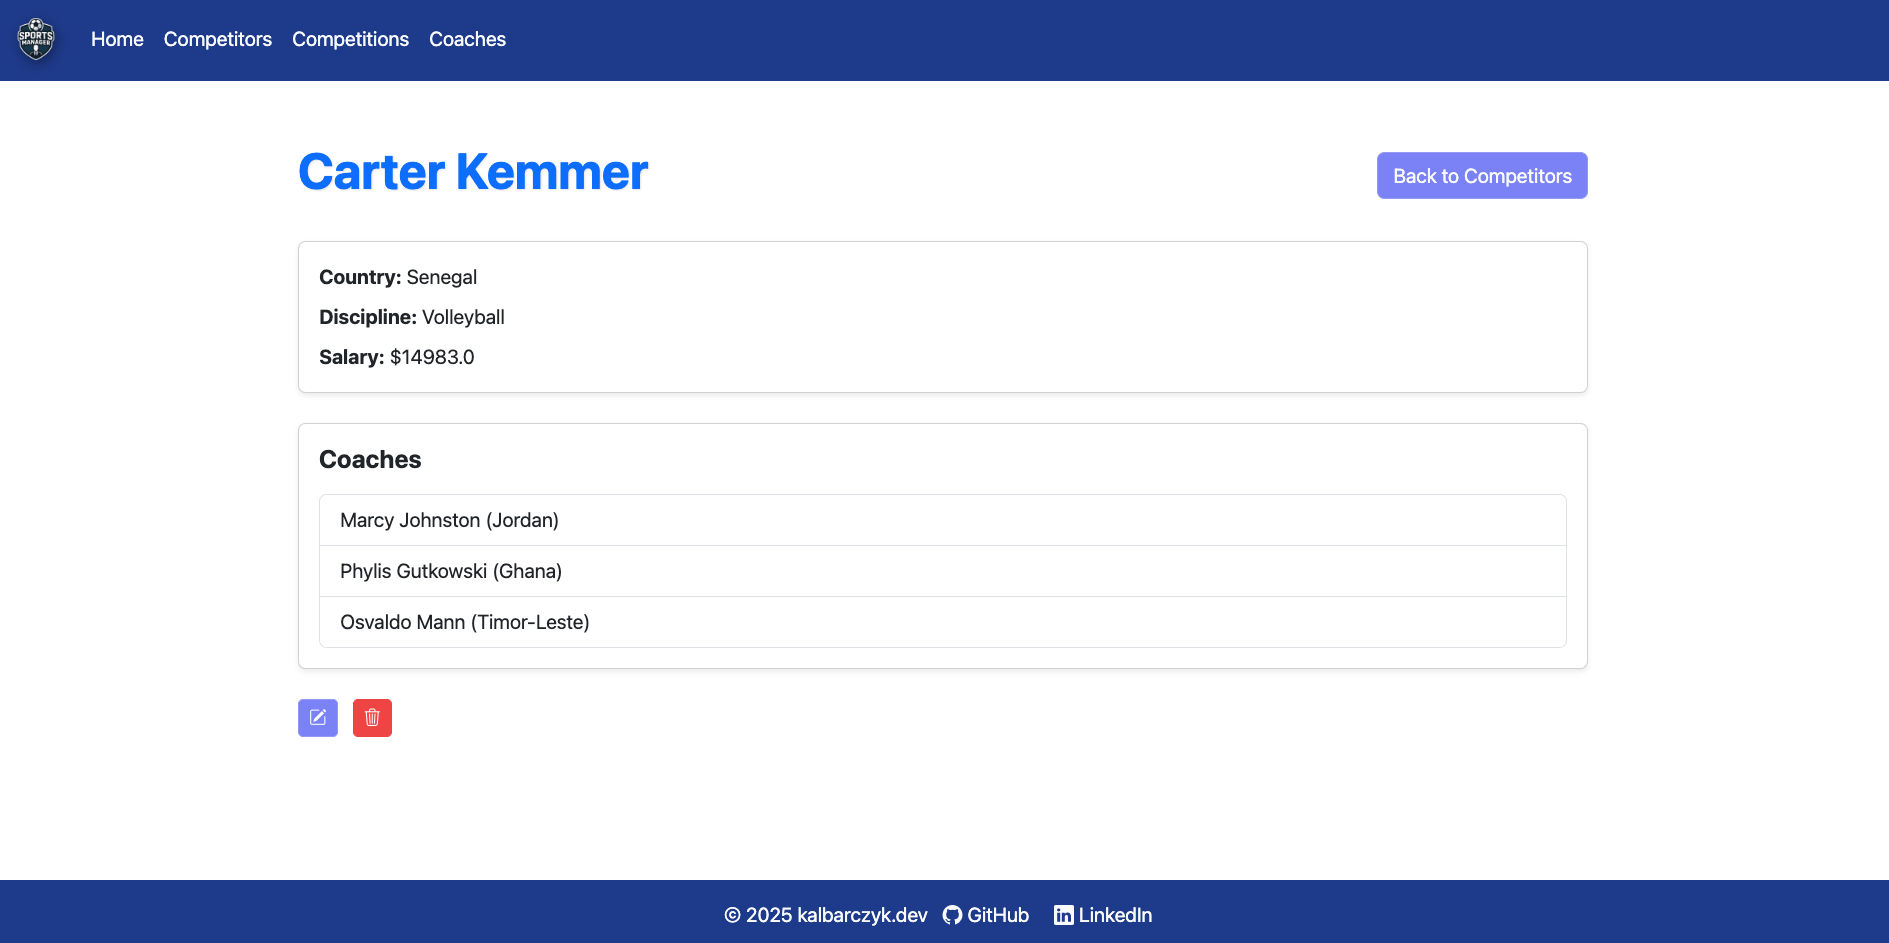 SPORTS
MANAGER
Home Competitors Competitions Coaches
Carter Kemmer
Back to Competitors
Country: Senegal
Discipline: Volleyball
Salary: $14983.0
Coaches
Marcy Johnston (Jordan)
Phylis Gutkowski (Ghana)
Osvaldo Mann (Timor-Leste)
© 2025 kalbarczyk.dev GitHub LinkedIn